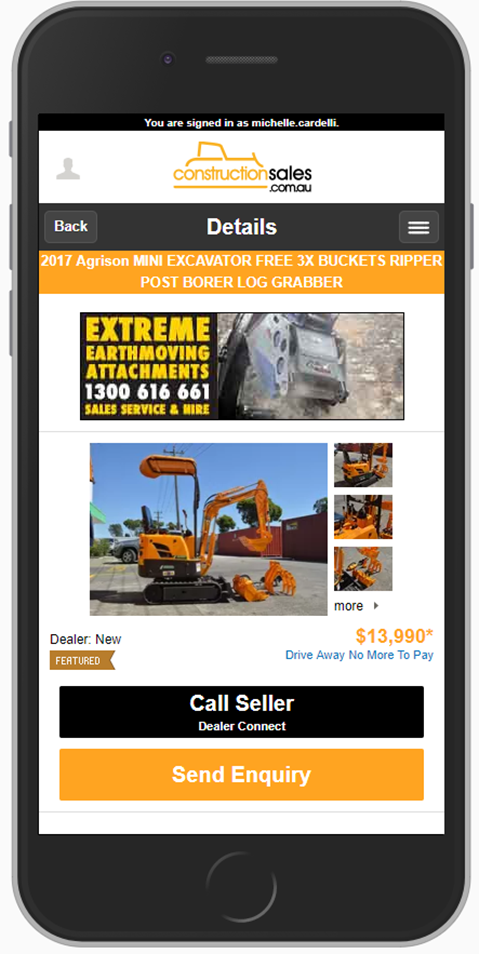 You are signed in as michelle.cardelli.
constructionsales
.com.au
Back
Details
2017 Agrison MINI EXCAVATOR FREE 3X BUCKETS RIPPER
POST BORER LOG GRABBER
EXTREME
EARTHMOVING
ATTACHMENTS
1300 616 661
SALES SERVICE & HIRE
more
Dealer: New
$13,990*
FEATURED
Drive Away No More To Pay
Call Seller
Dealer Connect
Send Enquiry